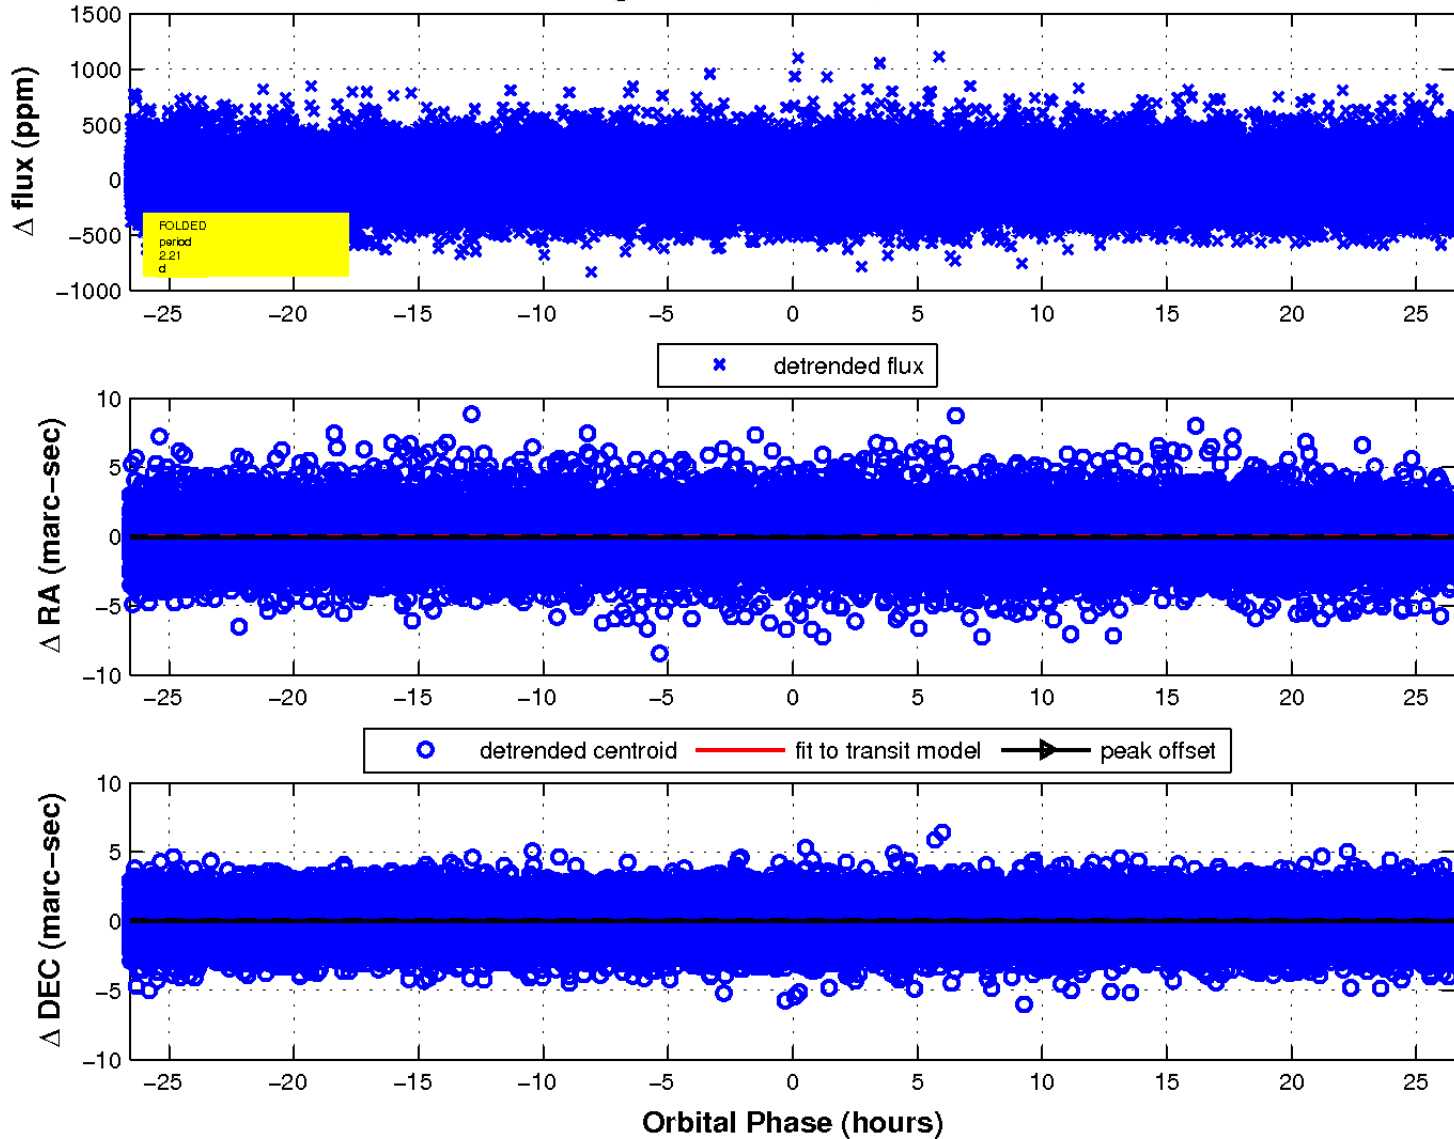 1500
1000
500
0
−500
−1000
Δ flux (ppm)
FOLDED
period
2.21
d
−25 −20 −15 −10 −5 0 5 10 15 20 25
detrended flux
10
5
0
−5
−10
Δ RA (marc−sec)
−25 −20 −15 −10 −5 0 5 10 15 20 25
detrended centroid fit to transit model peak offset
10
5
0
−5
−10
Δ DEC (marc−sec)
−25 −20 −15 −10 −5 0 5 10 15 20 25
Orbital Phase (hours)